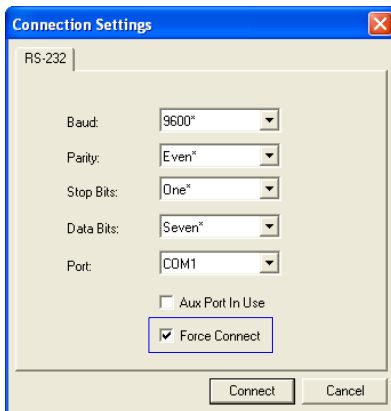 Connection Settings
RS-232
Baud: 9600*
Parity: Even*
Stop Bits: One*
Data Bits: Seven*
Port: COM1
Aux Port In Use
Force Connect
Connect Cancel